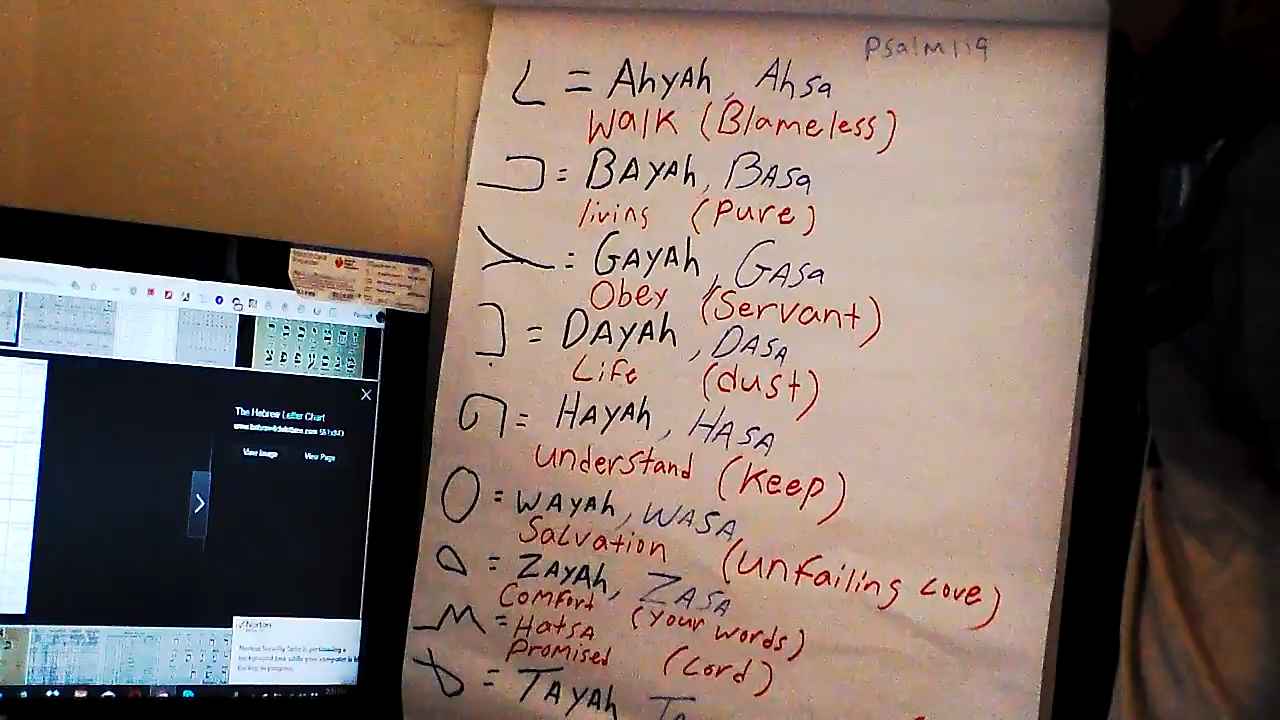 Psalm 119
= AhyAh, Ahsa
Walk (Blameless)
= BAyAh, BASa
living (Pure)
= GAyAh, GASa
Obey (Servant)
= DAYAH, DASA
Life (dust)
= HAYAh, HASA
understand (Keep)
= WAYAh, WASA
Salvation (unfailing Love)
= ZAYAh, ZASA
Comfort (your words)
= HatSA
Promised (Lord)
= TAYAh
The Hebrew Letter Chart
View Image View Page
Norton